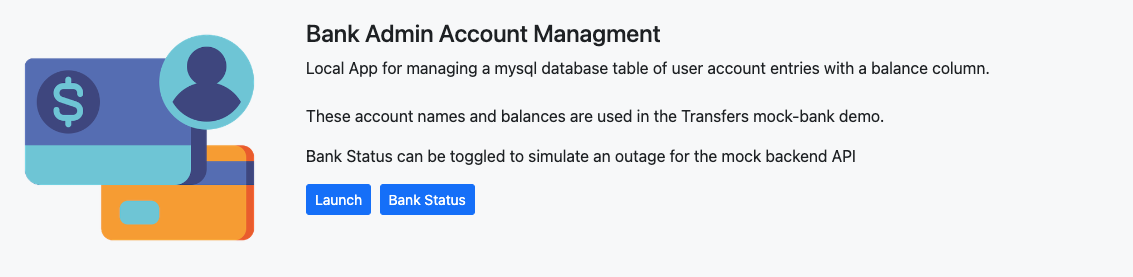 Bank Admin Account Managment
Local App for managing a mysql database table of user account entries with a balance column.
These account names and balances are used in the Transfers mock-bank demo.
Bank Status can be toggled to simulate an outage for the mock backend API
Launch Bank Status
$